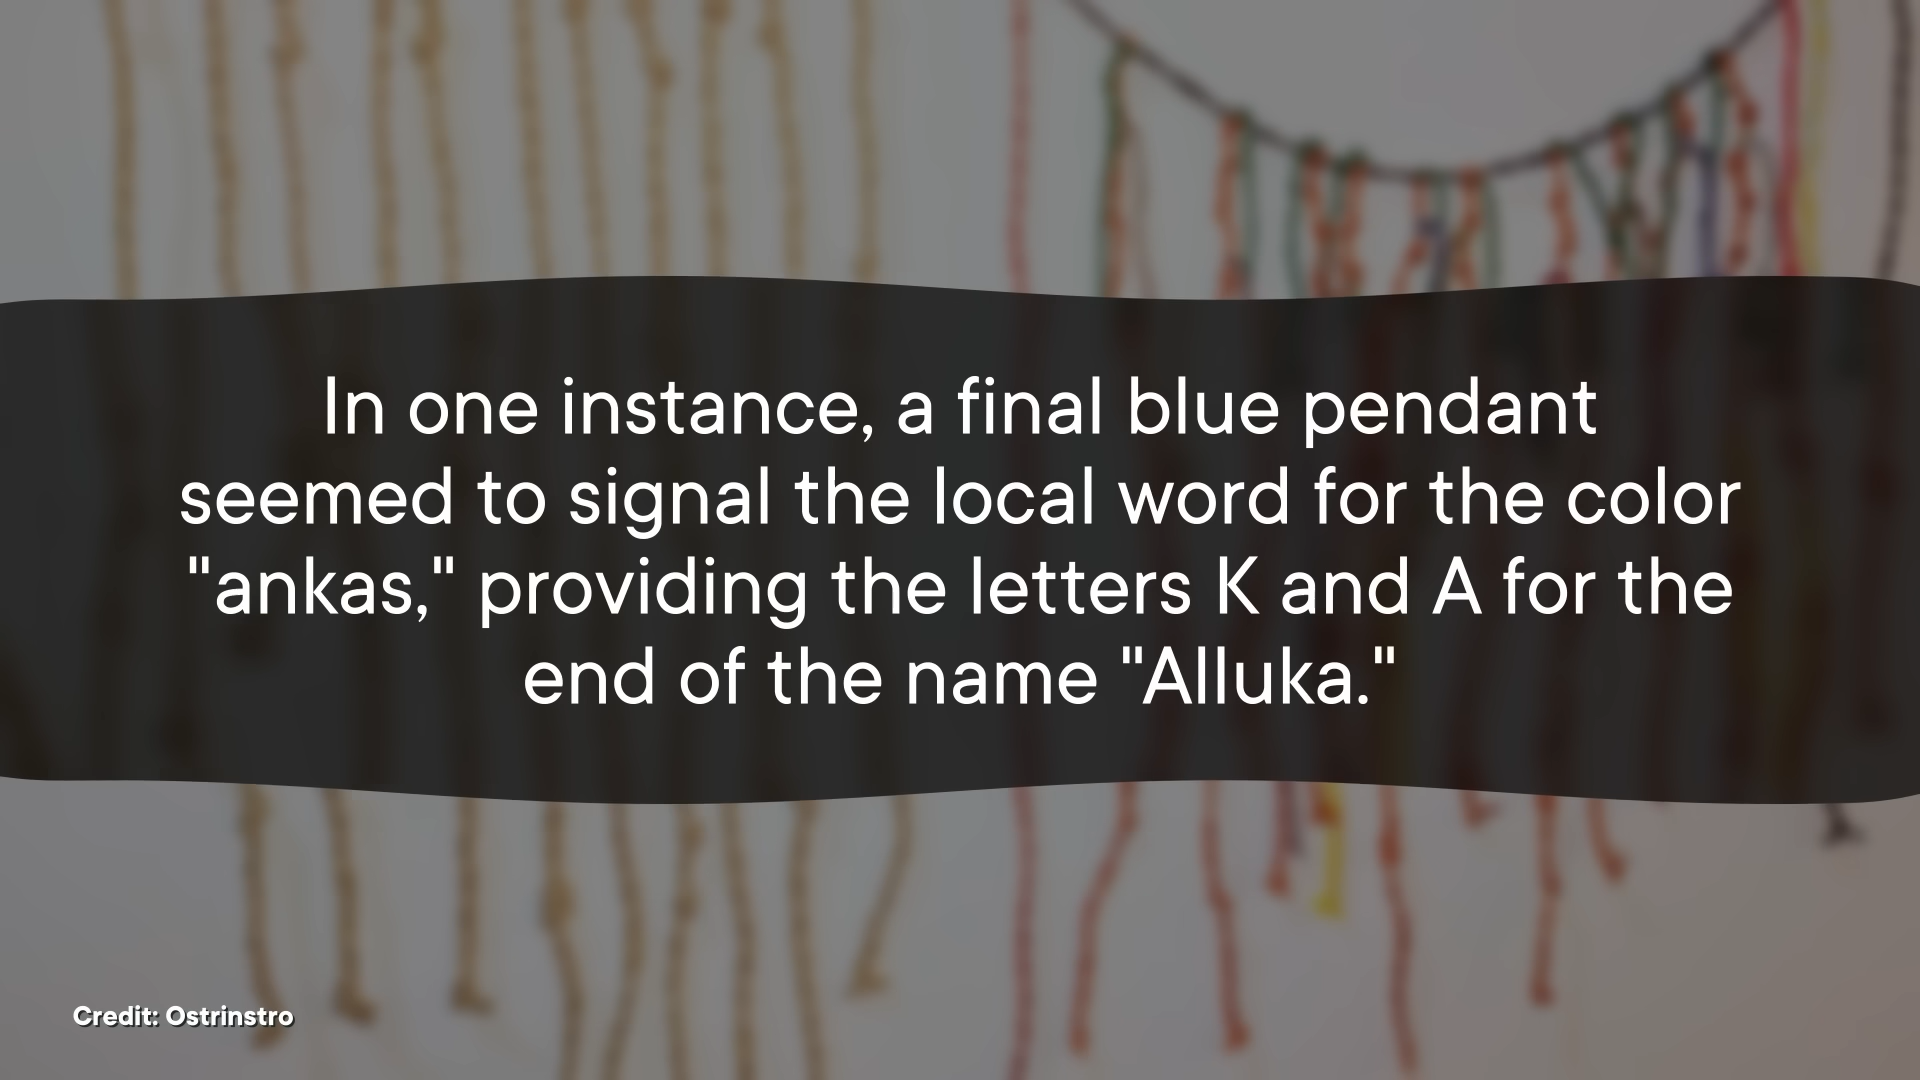 In one instance, a final blue pendant
seemed to signal the local word for the color
"ankas," providing the letters K and A for the
end of the name "Alluka."
Credit: Ostrinstro